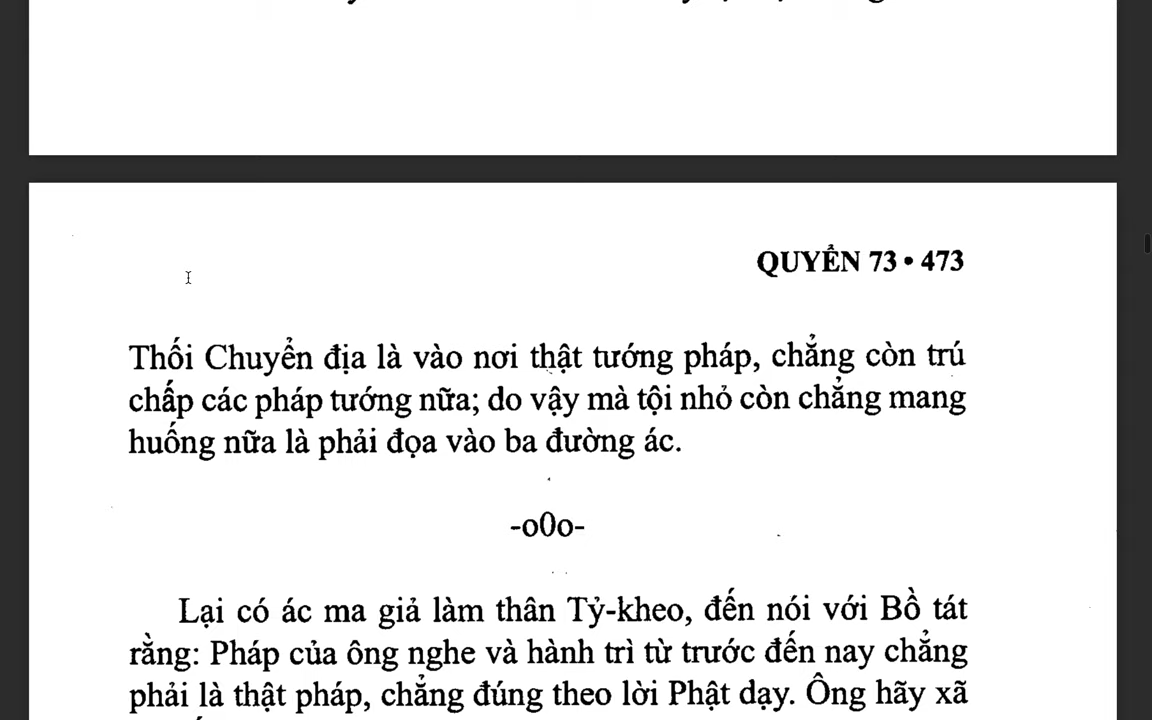 QUYỂN 73 • 473
Thối Chuyển địa là vào nơi thật tướng pháp, chẳng còn trú
chấp các pháp tướng nữa; do vậy mà tội nhỏ còn chẳng mang
huống nữa là phải đọa vào ba đường ác.
-o0o-
Lại có ác ma giả làm thân Tỷ-kheo, đến nói với Bồ tát
rằng: Pháp của ông nghe và hành trì từ trước đến nay chẳng
phải là thật pháp, chẳng đúng theo lời Phật dạy. Ông hãy xã